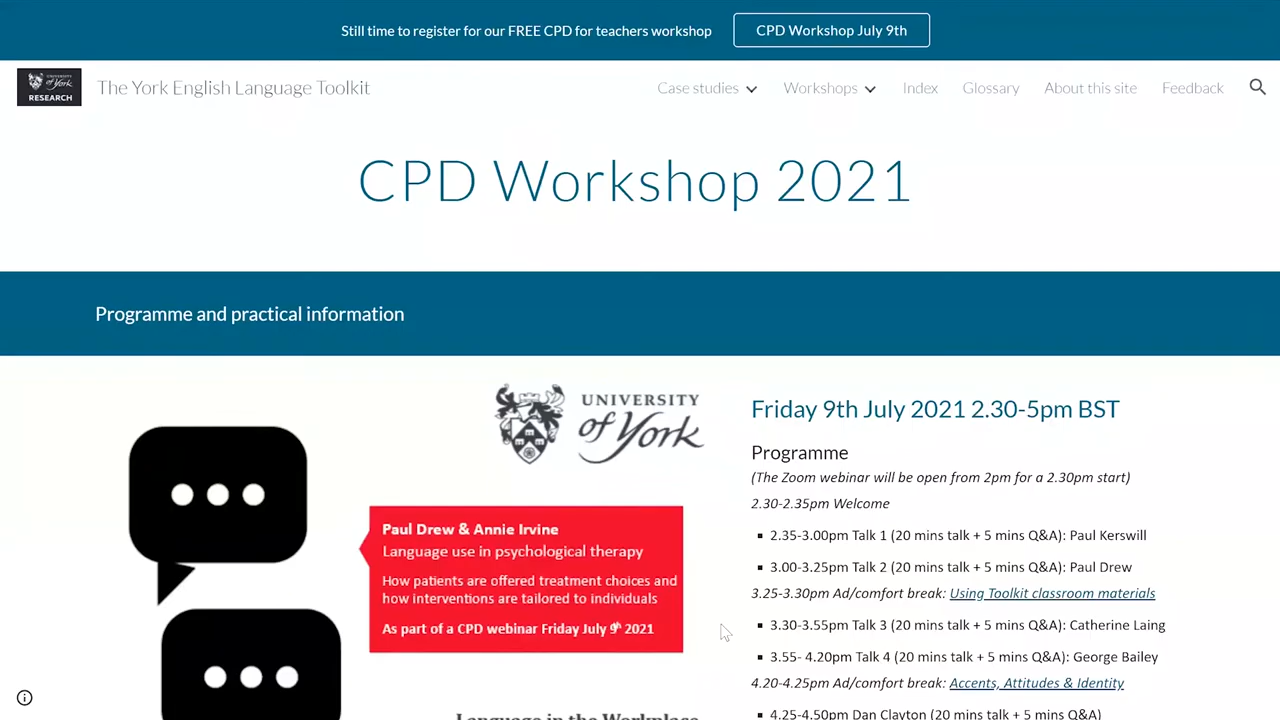 Still time to register for our FREE CPD for teachers workshop
CPD Workshop July 9th
UNIVERSITY
of York
RESEARCH
The York English Language Toolkit
Case studies
Workshops
Index
Glossary
About this site
Feedback
CPD Workshop 2021
Programme and practical information
UNIVERSITY
of York
Paul Drew & Annie Irvine
Language use in psychological therapy
How patients are offered treatment choices and
how interventions are tailored to individuals
As part of a CPD webinar Friday July 9th 2021
Language in the Workplace
Friday 9th July 2021 2.30-5pm BST
Programme
(The Zoom webinar will be open from 2pm for a 2.30pm start)
2.30-2.35pm Welcome
▪ 2.35-3.00pm Talk 1 (20 mins talk + 5 mins Q&A): Paul Kerswill
▪ 3.00-3.25pm Talk 2 (20 mins talk + 5 mins Q&A): Paul Drew
3.25-3.30pm Ad/comfort break: Using Toolkit classroom materials
▪ 3.30-3.55pm Talk 3 (20 mins talk + 5 mins Q&A): Catherine Laing
▪ 3.55- 4.20pm Talk 4 (20 mins talk + 5 mins Q&A): George Bailey
4.20-4.25pm Ad/comfort break: Accents, Attitudes & Identity
▪ 4.25-4.50pm Dan Clayton (20 mins talk + 5 mins Q&A)